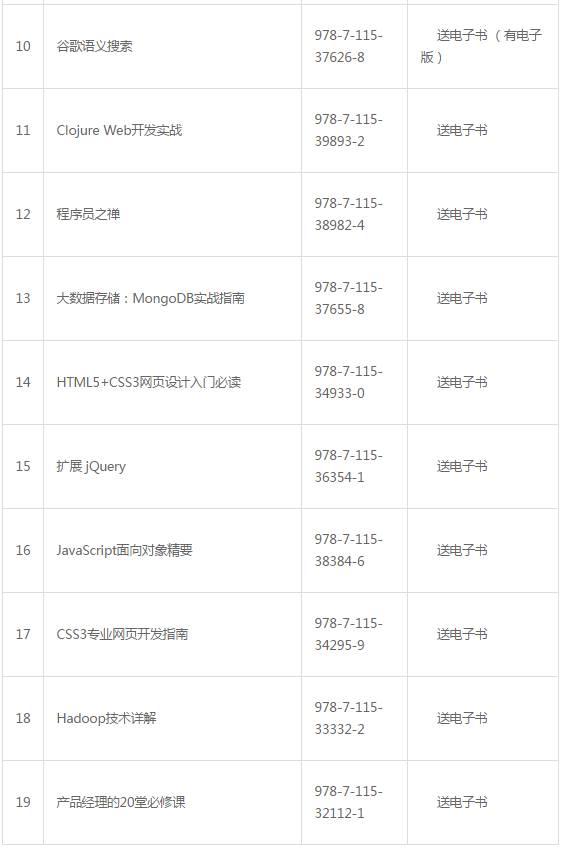 10 谷歌语义搜索 978-7-115-37626-8 送电子书（有电子版）
11 Clojure Web开发实战 978-7-115-39893-2 送电子书
12 程序员之禅 978-7-115-38982-4 送电子书
13 大数据存储：MongoDB实战指南 978-7-115-37655-8 送电子书
14 HTML5+CSS3网页设计入门必读 978-7-115-34933-0 送电子书
15 扩展 jQuery 978-7-115-36354-1 送电子书
16 JavaScript面向对象精要 978-7-115-38384-6 送电子书
17 CSS3专业网页开发指南 978-7-115-34295-9 送电子书
18 Hadoop技术详解 978-7-115-33332-2 送电子书
19 产品经理的20堂必修课 978-7-115-32112-1 送电子书